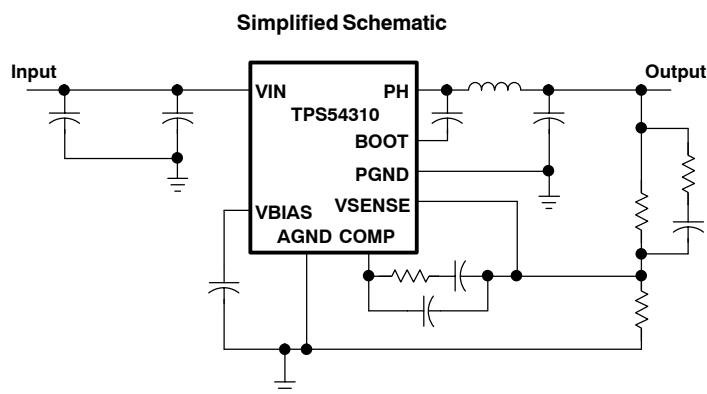 Simplified Schematic
Input
Output
VIN
PH
TPS54310
BOOT
PGND
VSENSE
VBIAS
AGND COMP